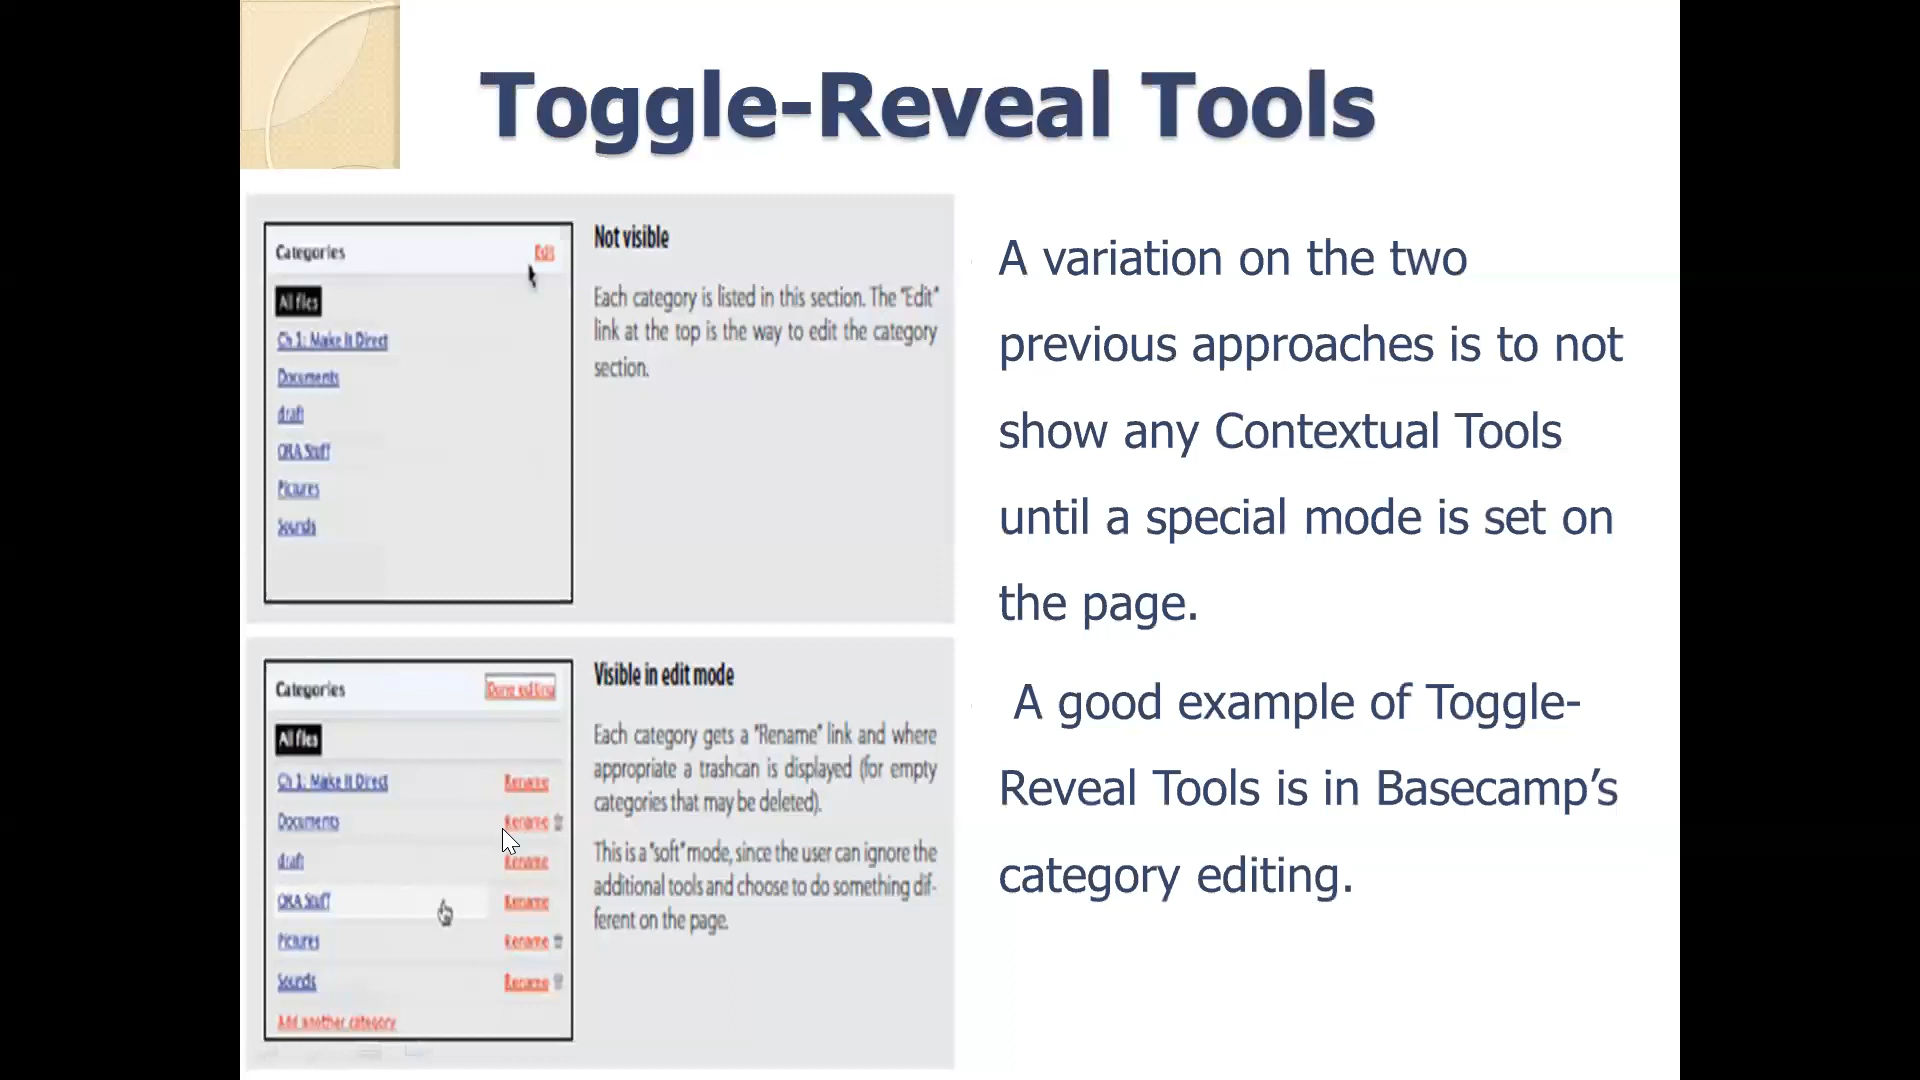 Toggle-Reveal Tools
Categories Edit
All files
Ch 1: Make It Direct
Documents
draft
ORA Stuff
Pictures
Sounds
Not visible
Each category is listed in this section. The "Edit"
link at the top is the way to edit the category
section.
Categories Done editing
All files
Ch 1: Make It Direct Rename
Documents Rename
draft Rename
ORA Stuff Rename
Pictures Rename
Sounds Rename
Add another category
Visible in edit mode
Each category gets a "Rename" link and where
appropriate a trashcan is displayed (for empty
categories that may be deleted).
This is a "soft" mode, since the user can ignore the
additional tools and choose to do something dif-
ferent on the page.
A variation on the two
previous approaches is to not
show any Contextual Tools
until a special mode is set on
the page.
A good example of Toggle-
Reveal Tools is in Basecamp’s
category editing.